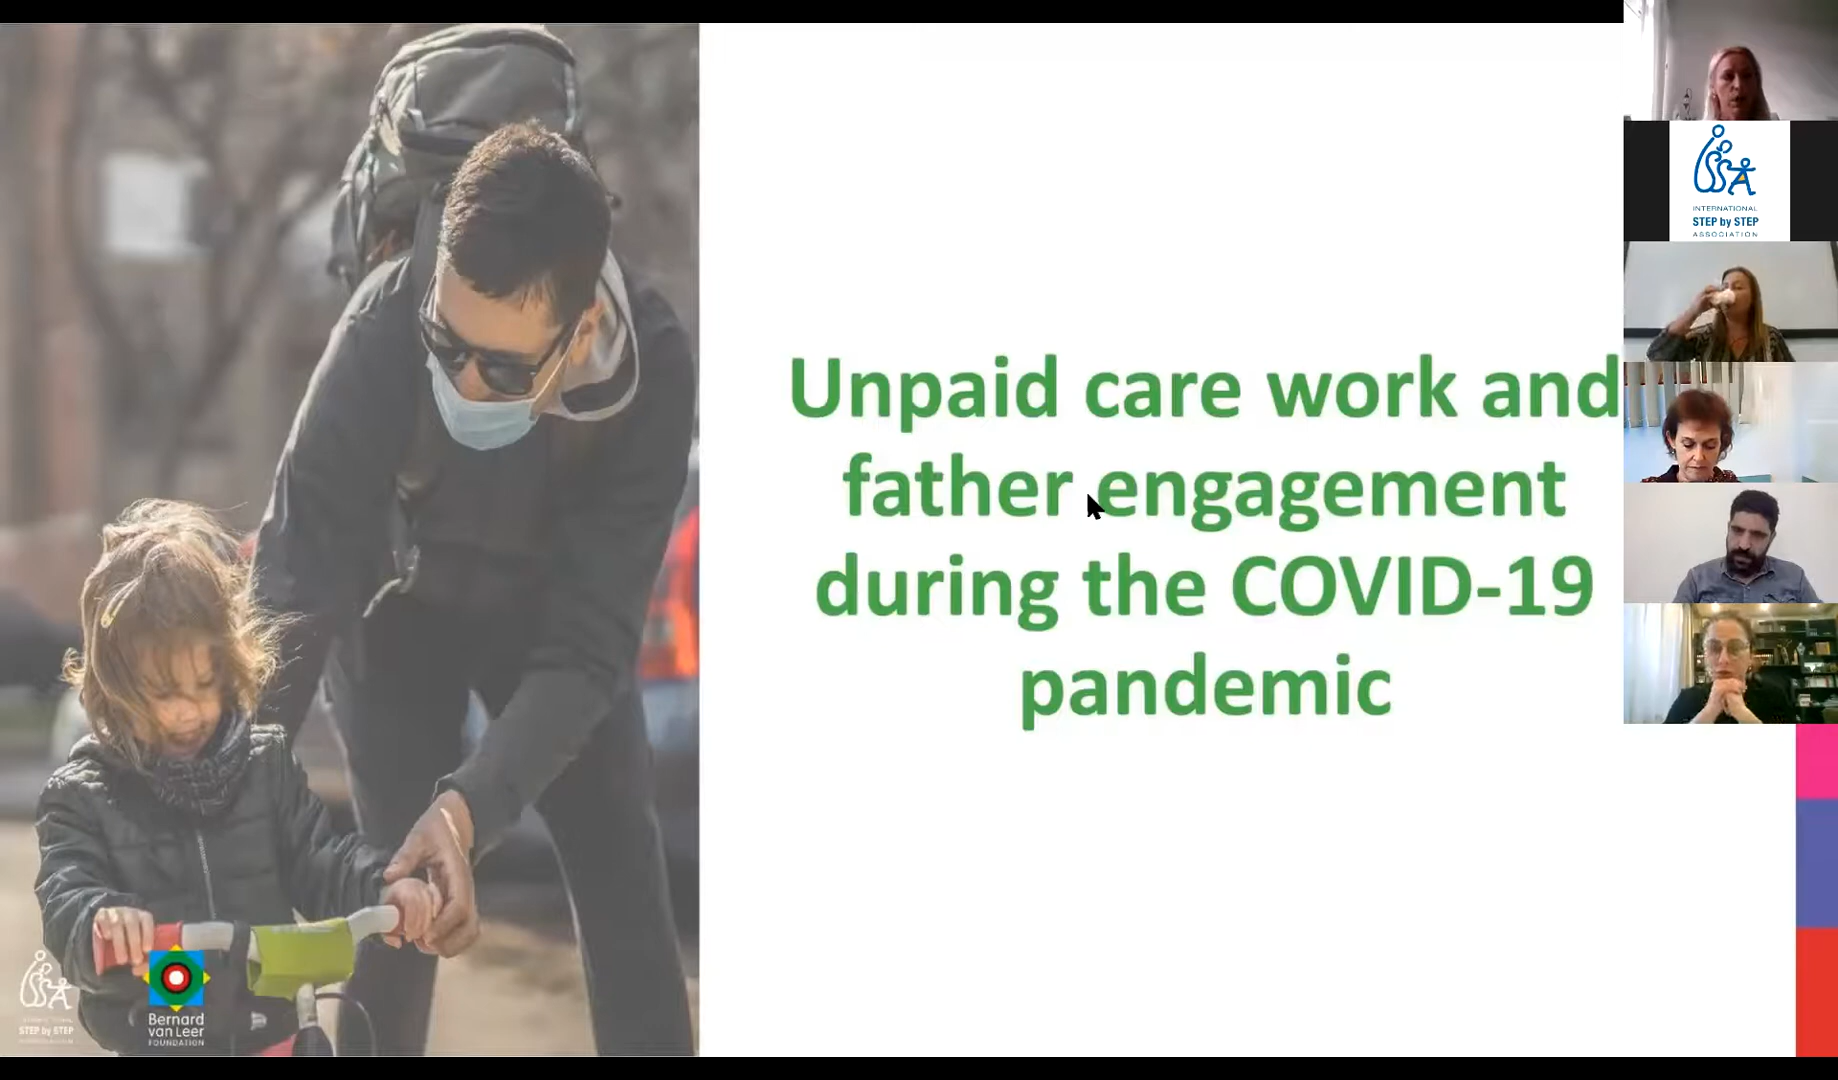 Unpaid care work and
father engagement
during the COVID-19
pandemic
INTERNATIONAL
STEP by STEP
ASSOCIATION
STEP by STEP
Bernard
van Leer
FOUNDATION